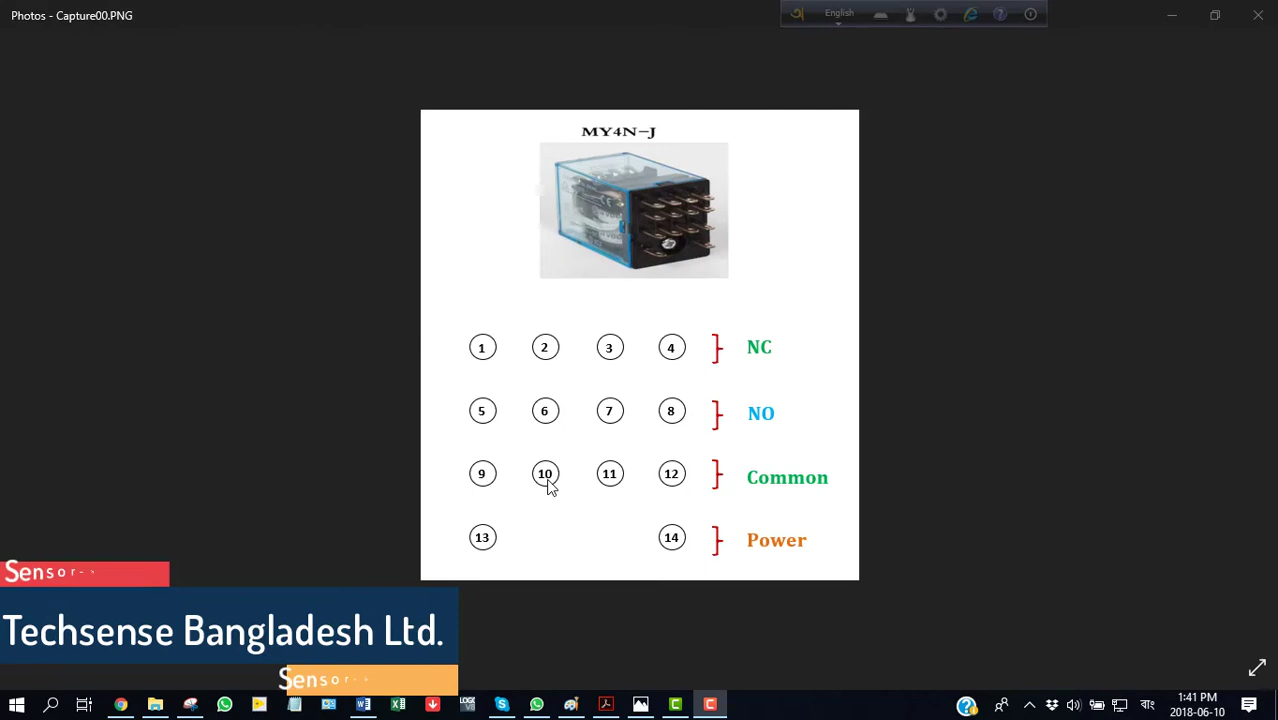 Photos - Capture00.PNG
English
MY4N-J
1 2 3 4 NC
5 6 7 8 NO
9 10 11 12 Common
13 14 Power
Sensor-
Techsense Bangladesh Ltd.
Sensor-
1:41 PM
বাং
2018-06-10